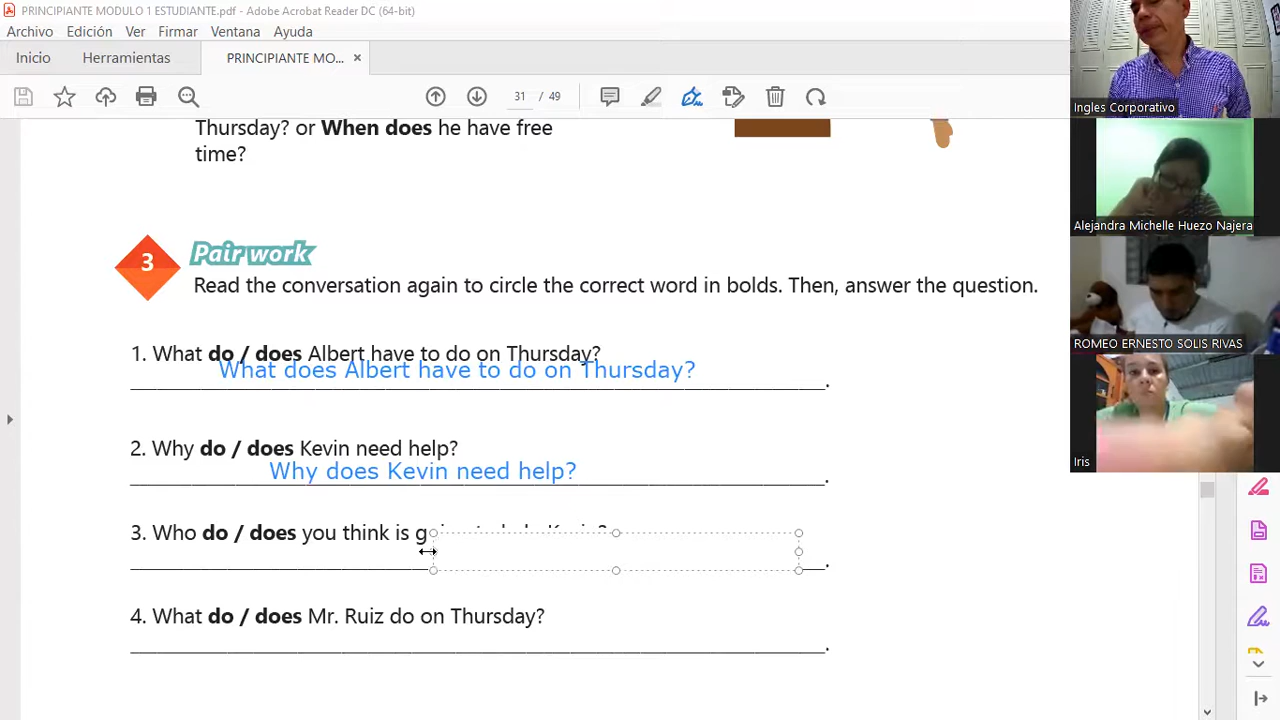 PRINCIPIANTE MODULO 1 ESTUDIANTE.pdf - Adobe Acrobat Reader DC (64-bit)
Archivo Edición Ver Firmar Ventana Ayuda
Inicio Herramientas PRINCIPIANTE MO... ×
31 / 49
Thursday? or When does he have free
time?
3 Pair work
Read the conversation again to circle the correct word in bolds. Then, answer the question.
1. What do / does Albert have to do on Thursday?
What does Albert have to do on Thursday?
2. Why do / does Kevin need help?
Why does Kevin need help?
3. Who do / does you think is
4. What do / does Mr. Ruiz do on Thursday?
Ingles Corporativo
Alejandra Michelle Huezo Najera
ROMEO ERNESTO SOLIS RIVAS
Iris